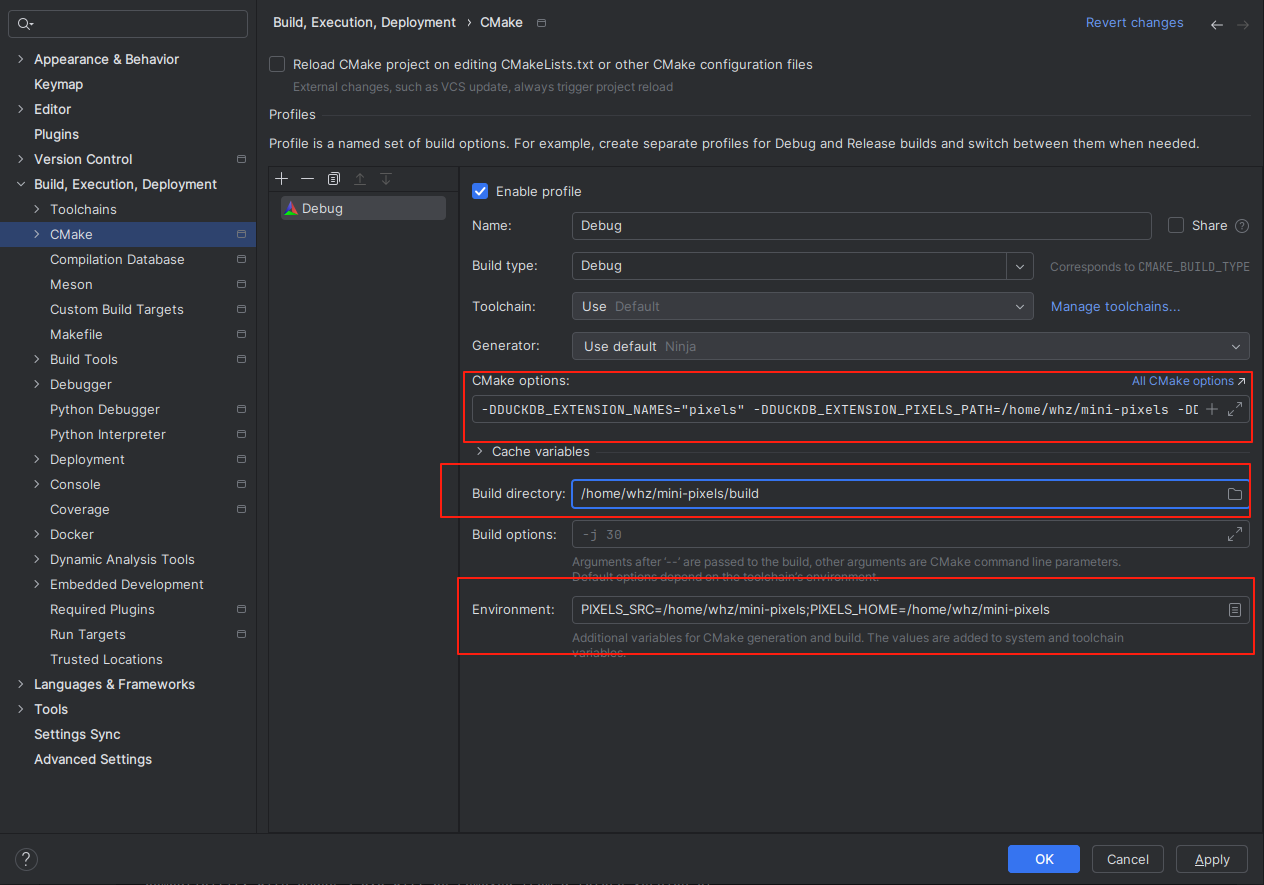 Appearance & Behavior
Keymap
Editor
Plugins
Version Control
Build, Execution, Deployment
Toolchains
CMake
Compilation Database
Meson
Custom Build Targets
Makefile
Build Tools
Debugger
Python Debugger
Python Interpreter
Deployment
Console
Coverage
Docker
Dynamic Analysis Tools
Embedded Development
Required Plugins
Run Targets
Trusted Locations
Languages & Frameworks
Tools
Settings Sync
Advanced Settings
Build, Execution, Deployment › CMake
Revert changes
Reload CMake project on editing CMakeLists.txt or other CMake configuration files
External changes, such as VCS update, always trigger project reload
Profiles
Profile is a named set of build options. For example, create separate profiles for Debug and Release builds and switch between them when needed.
Debug
Enable profile
Name: Debug Share ?
Build type: Debug Corresponds to CMAKE_BUILD_TYPE
Toolchain: Use Default Manage toolchains...
Generator: Use default Ninja
CMake options: All CMake options
-DDUCKDB_EXTENSION_NAMES="pixels" -DDUCKDB_EXTENSION_PIXELS_PATH=/home/whz/mini-pixels -DD
Cache variables
Build directory: /home/whz/mini-pixels/build
Build options: -j 30
Arguments after '--' are passed to the build, other arguments are CMake command line parameters.
Default options depend on the toolchain's environment.
Environment: PIXELS_SRC=/home/whz/mini-pixels;PIXELS_HOME=/home/whz/mini-pixels
Additional variables for CMake generation and build. The values are added to system and toolchain
variables.
?
OK Cancel Apply